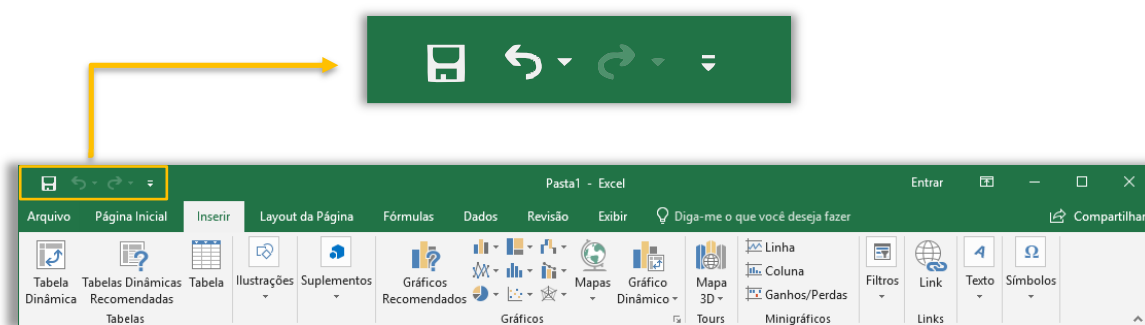 Pasta1 - Excel
Entrar
Arquivo Página Inicial Inserir Layout da Página Fórmulas Dados Revisão Exibir Diga-me o que você deseja fazer Compartilhar
Tabela Dinâmica
Tabelas Dinâmicas Recomendadas
Tabela
Ilustrações
Suplementos
Gráficos Recomendados
Mapas
Gráfico Dinâmico
Mapa 3D
Linha
Coluna
Ganhos/Perdas
Filtros
Link
Texto
Símbolos
Tabelas
Gráficos
Tours
Minigráficos
Links